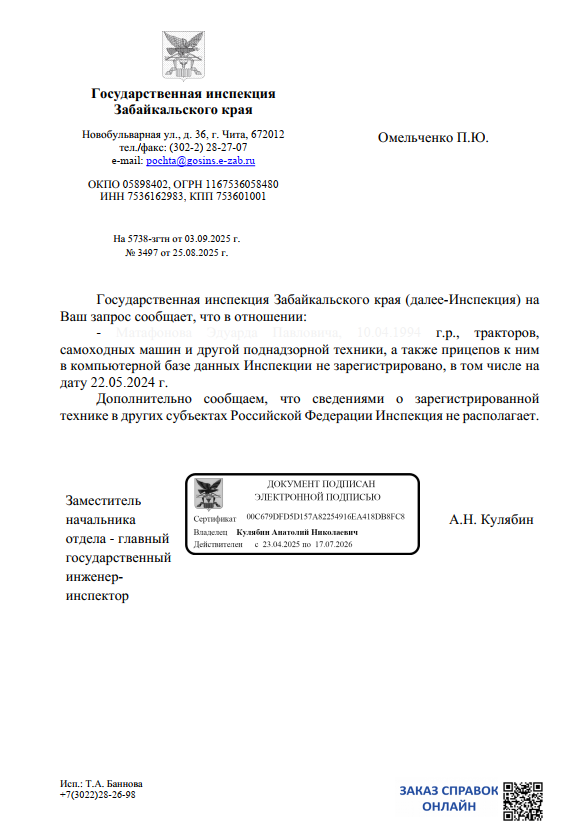 Государственная инспекция
Забайкальского края
Новобульварная ул., д. 36, г. Чита, 672012
тел./факс: (302-2) 28-27-07
e-mail: pochta@gosins.e-zab.ru
ОКПО 05898402, ОГРН 1167536058480
ИНН 7536162983, КПП 753601001
На 5738-згтн от 03.09.2025 г.
№ 3497 от 25.08.2025 г.
Омельченко П.Ю.
Государственная инспекция Забайкальского края (далее-Инспекция) на
Ваш запрос сообщает, что в отношении:
- г.р., тракторов,
самоходных машин и другой поднадзорной техники, а также прицепов к ним
в компьютерной базе данных Инспекции не зарегистрировано, в том числе на
дату 22.05.2024 г.
Дополнительно сообщаем, что сведениями о зарегистрированной
технике в других субъектах Российской Федерации Инспекция не располагает.
Заместитель
начальника
отдела - главный
государственный
инженер-
инспектор
ДОКУМЕНТ ПОДПИСАН
ЭЛЕКТРОННОЙ ПОДПИСЬЮ
Сертификат 00C679DFD5D157A82254916EA418DB8FC8
Владелец Кулябин Анатолий Николаевич
Действителен с 23.04.2025 по 17.07.2026
А.Н. Кулябин
Исп.: Т.А. Баннова
+7(3022)28-26-98
ЗАКАЗ СПРАВОК
ОНЛАЙН